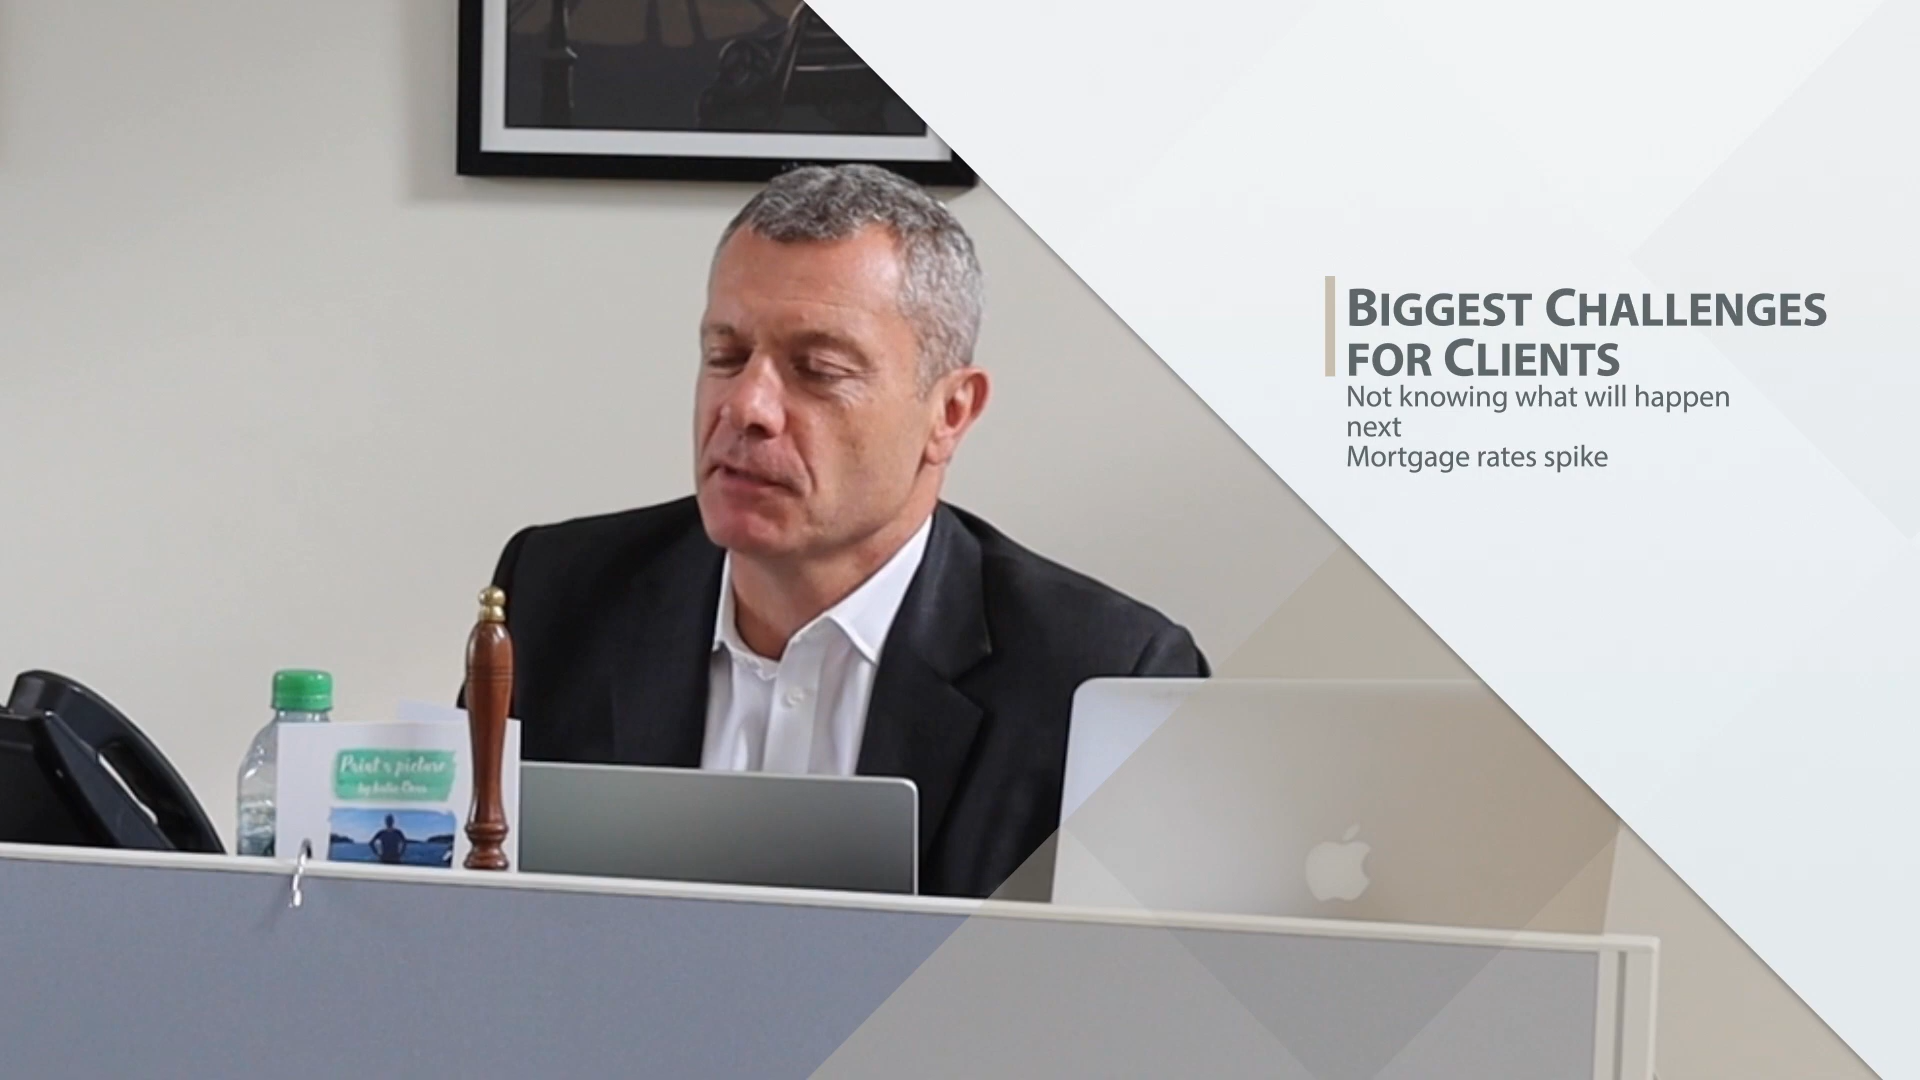 BIGGEST CHALLENGES
FOR CLIENTS
Not knowing what will happen
next
Mortgage rates spike
Print a picture